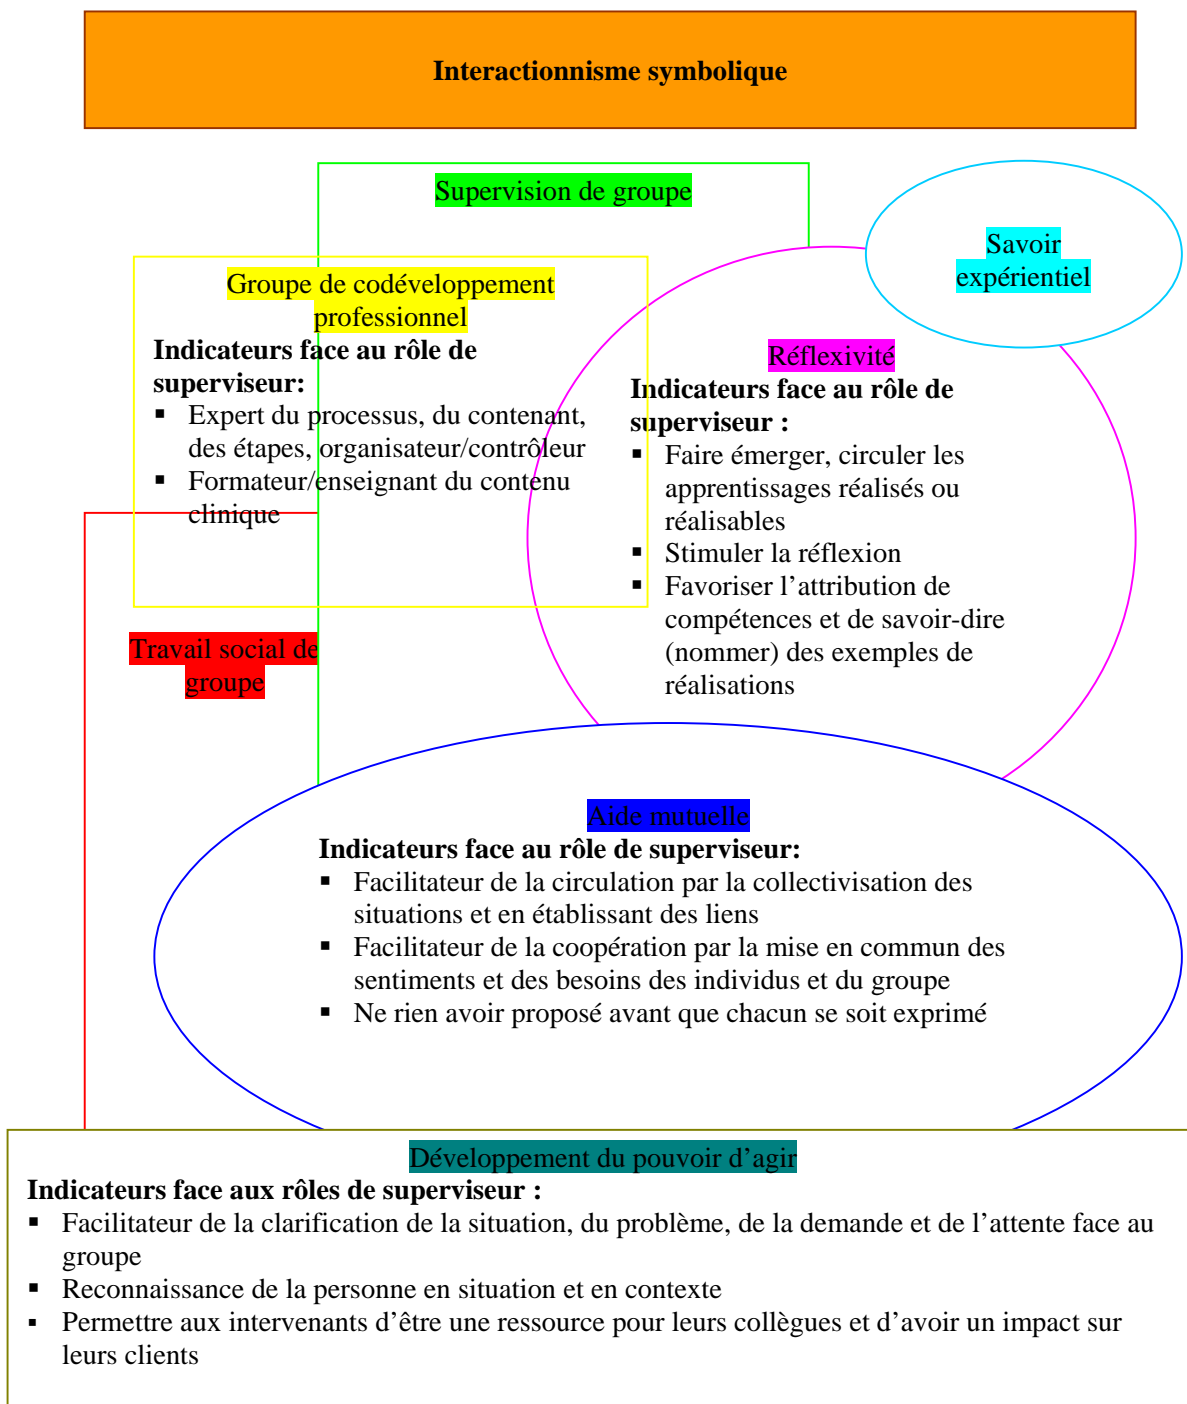 Interactionnisme symbolique
Supervision de groupe
Savoir
expérientiel
Groupe de codéveloppement
professionnel
Indicateurs face au rôle de
superviseur:
▪ Expert du processus, du contenant,
des étapes, organisateur/contrôleur
▪ Formateur/enseignant du contenu
clinique
Réflexivité
Indicateurs face au rôle de
superviseur :
▪ Faire émerger, circuler les
apprentissages réalisés ou
réalisables
▪ Stimuler la réflexion
▪ Favoriser l’attribution de
compétences et de savoir-dire
(nommer) des exemples de
réalisations
Travail social de
groupe
Aide mutuelle
Indicateurs face au rôle de superviseur:
▪ Facilitateur de la circulation par la collectivisation des
situations et en établissant des liens
▪ Facilitateur de la coopération par la mise en commun des
sentiments et des besoins des individus et du groupe
▪ Ne rien avoir proposé avant que chacun se soit exprimé
Développement du pouvoir d’agir
Indicateurs face aux rôles de superviseur :
▪ Facilitateur de la clarification de la situation, du problème, de la demande et de l’attente face au
groupe
▪ Reconnaissance de la personne en situation et en contexte
▪ Permettre aux intervenants d’être une ressource pour leurs collègues et d’avoir un impact sur
leurs clients